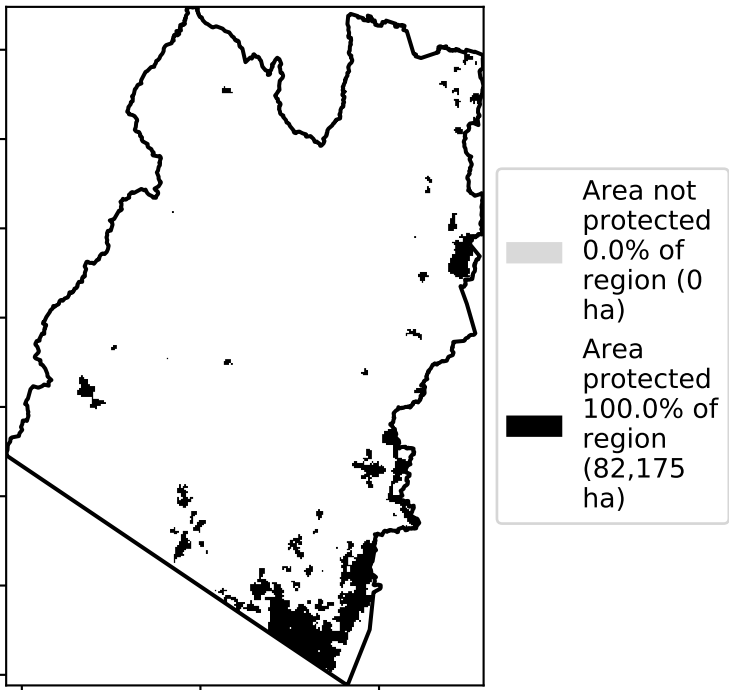 Area not
protected
0.0% of
region (0
ha)
Area
protected
100.0% of
region
(82,175
ha)